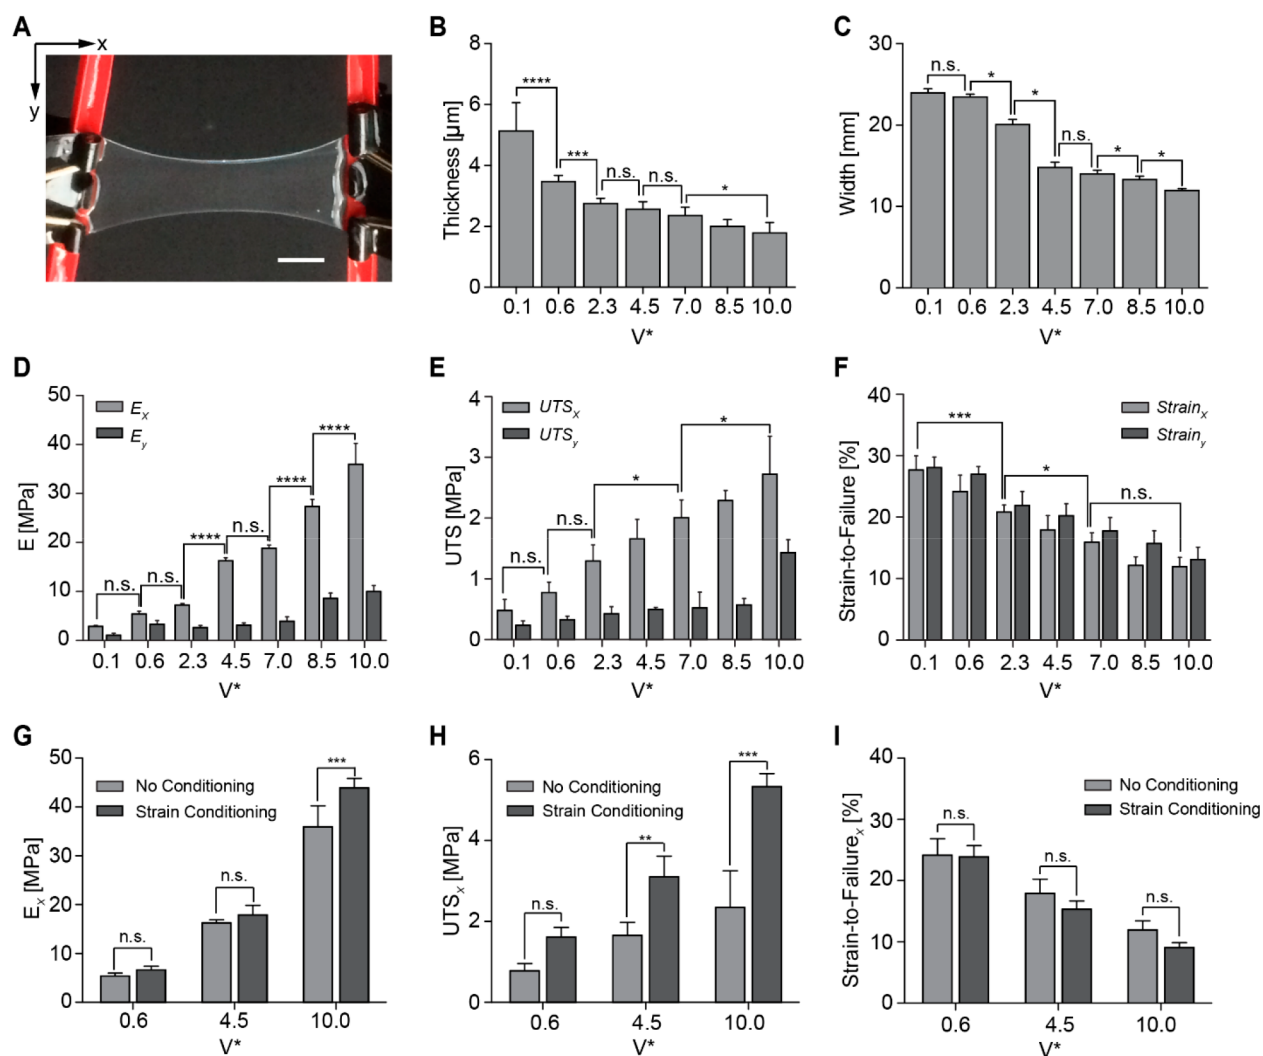 A
x
y
B
8
6
4
2
0
Thickness [µm]
****
***
n.s.
n.s.
*
0.1 0.6 2.3 4.5 7.0 8.5 10.0
V*
C
30
20
10
0
Width [mm]
n.s.
*
*
n.s.
*
*
0.1 0.6 2.3 4.5 7.0 8.5 10.0
V*
D
50
40
30
20
10
0
E [MPa]
Ex
Ey
n.s.
n.s.
****
n.s.
****
****
0.1 0.6 2.3 4.5 7.0 8.5 10.0
V*
E
4
3
2
1
0
UTS [MPa]
UTSx
UTSy
n.s.
n.s.
*
*
0.1 0.6 2.3 4.5 7.0 8.5 10.0
V*
F
40
30
20
10
0
Strain-to-Failure [%]
Strainx
Strainy
***
*
n.s.
0.1 0.6 2.3 4.5 7.0 8.5 10.0
V*
G
50
40
30
20
10
0
Ex [MPa]
No Conditioning
Strain Conditioning
n.s.
n.s.
***
0.6 4.5 10.0
V*
H
6
4
2
0
UTSx [MPa]
No Conditioning
Strain Conditioning
n.s.
**
***
0.6 4.5 10.0
V*
I
40
30
20
10
0
Strain-to-Failurex [%]
No Conditioning
Strain Conditioning
n.s.
n.s.
n.s.
0.6 4.5 10.0
V*